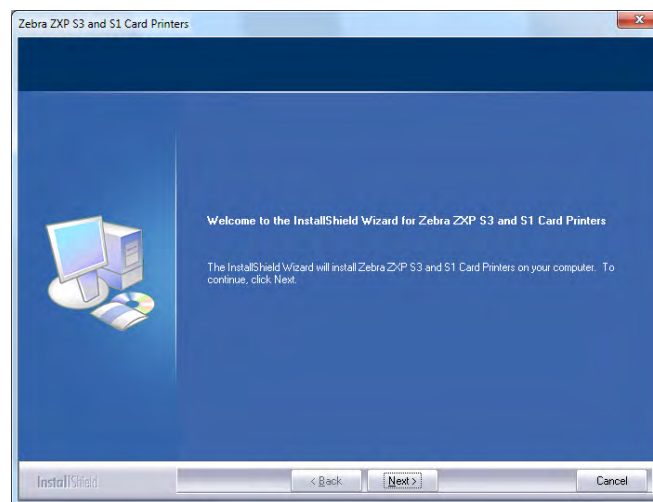 Zebra ZXP S3 and S1 Card Printers
Welcome to the InstallShield Wizard for Zebra ZXP S3 and S1 Card Printers
The InstallShield Wizard will install Zebra ZXP S3 and S1 Card Printers on your computer. To
continue, click Next.
InstallShield
< Back Next > Cancel